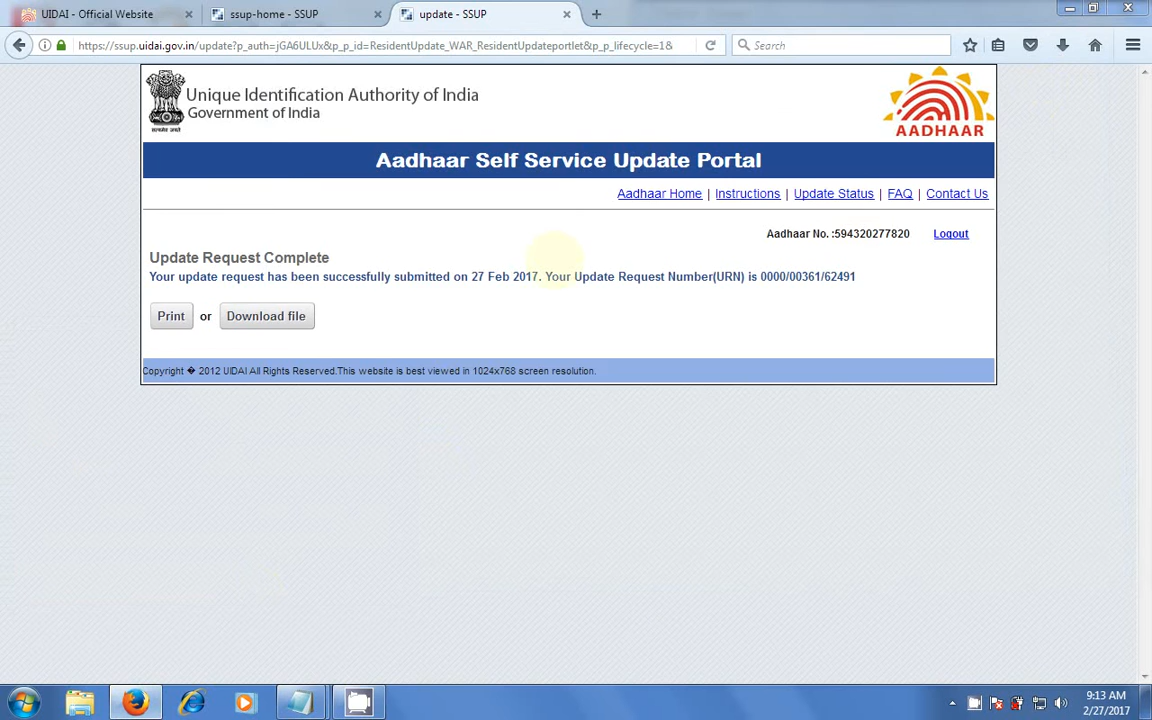 UIDAI - Official Website
ssup-home - SSUP
update - SSUP
https://ssup.uidai.gov.in/update?p_auth=jGA6ULUx&p_p_id=ResidentUpdate_WAR_ResidentUpdateportlet&p_p_lifecycle=1&
Search
सत्यमेव जयते
Unique Identification Authority of India
Government of India
AADHAAR
Aadhaar Self Service Update Portal
Aadhaar Home | Instructions | Update Status | FAQ | Contact Us
Aadhaar No. :594320277820 Logout
Update Request Complete
Your update request has been successfully submitted on 27 Feb 2017. Your Update Request Number(URN) is 0000/00361/62491
Print or Download file
Copyright � 2012 UIDAI All Rights Reserved.This website is best viewed in 1024x768 screen resolution.
9:13 AM
2/27/2017